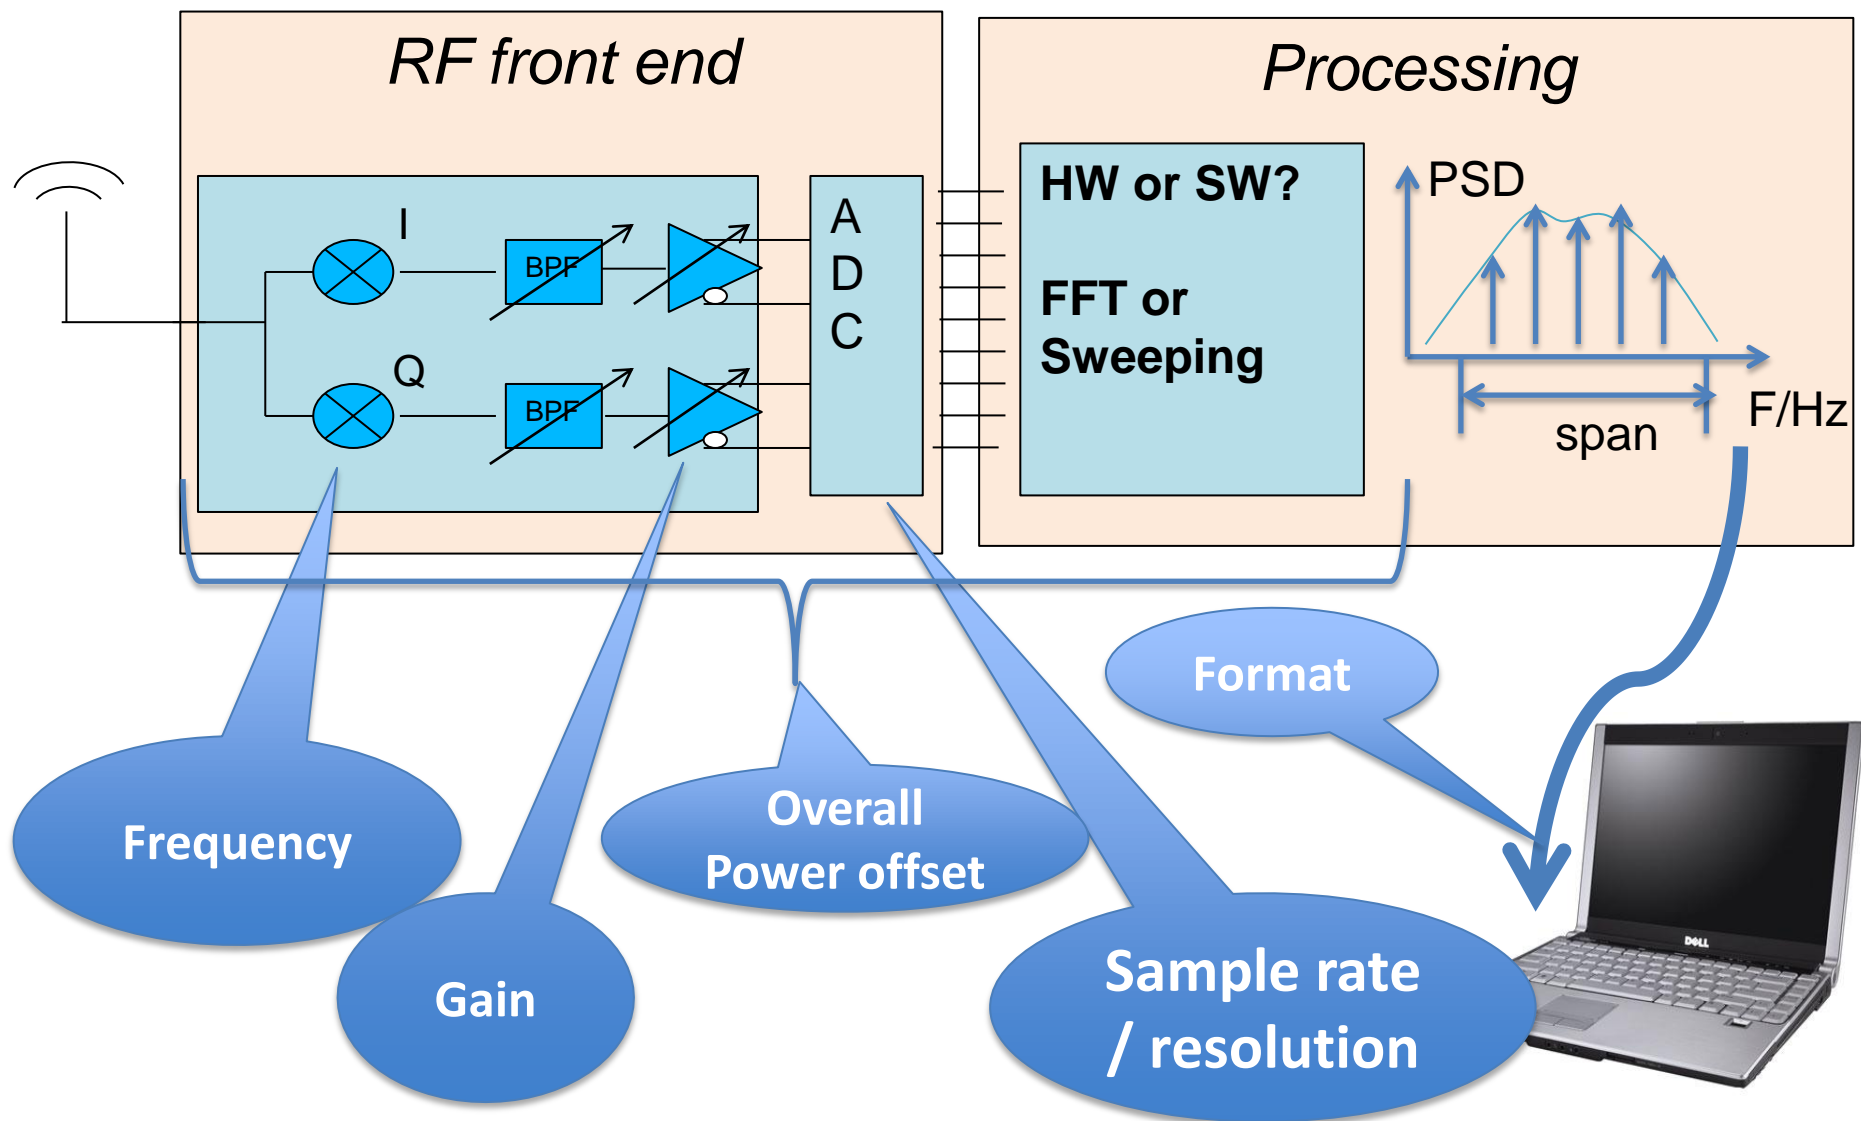 RF front end
Processing
I
BPF
Q
BPF
A
D
C
HW or SW?
FFT or
Sweeping
PSD
F/Hz
span
Format
Frequency
Overall
Power offset
Gain
Sample rate
/ resolution
DELL